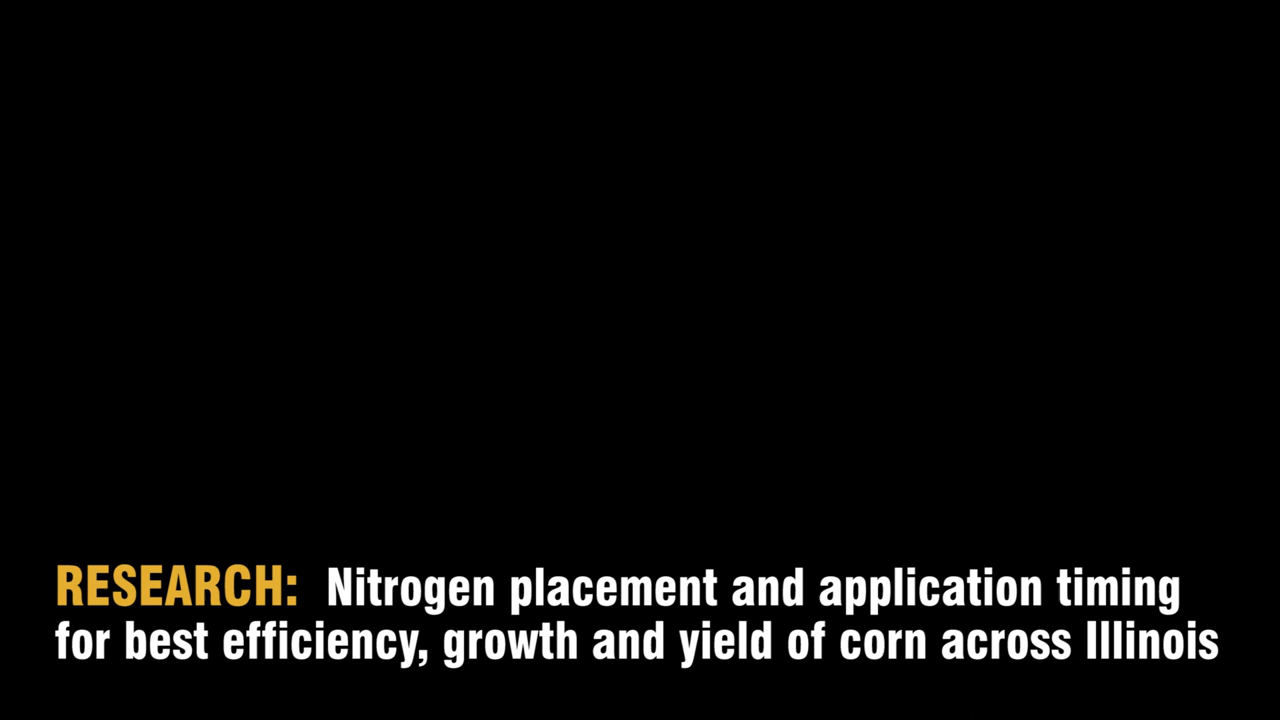 RESEARCH: Nitrogen placement and application timing
for best efficiency, growth and yield of corn across Illinois